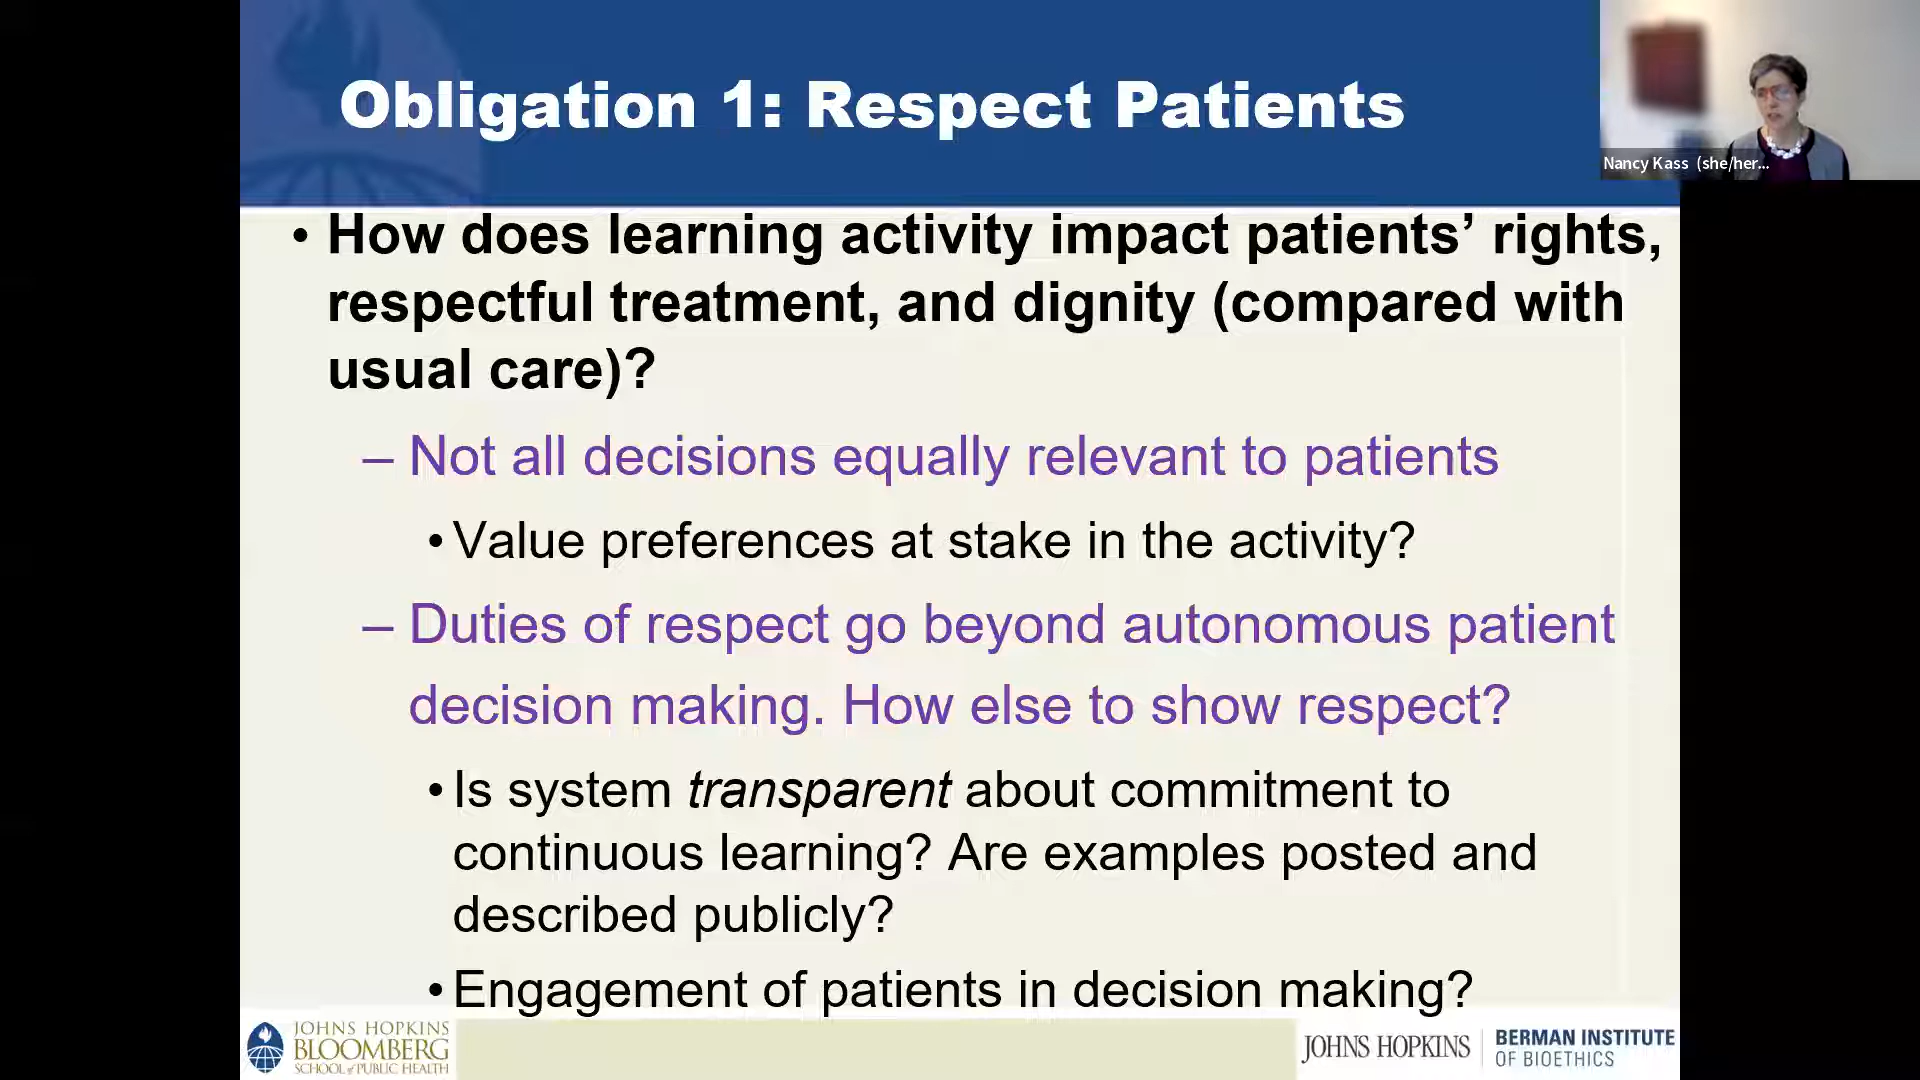 Obligation 1: Respect Patients
Nancy Kass (she/her...
• How does learning activity impact patients’ rights,
respectful treatment, and dignity (compared with
usual care)?
– Not all decisions equally relevant to patients
• Value preferences at stake in the activity?
– Duties of respect go beyond autonomous patient
decision making. How else to show respect?
• Is system transparent about commitment to
continuous learning? Are examples posted and
described publicly?
• Engagement of patients in decision making?
JOHNS HOPKINS
BLOOMBERG
SCHOOL of PUBLIC HEALTH
JOHNS HOPKINS
BERMAN INSTITUTE
OF BIOETHICS